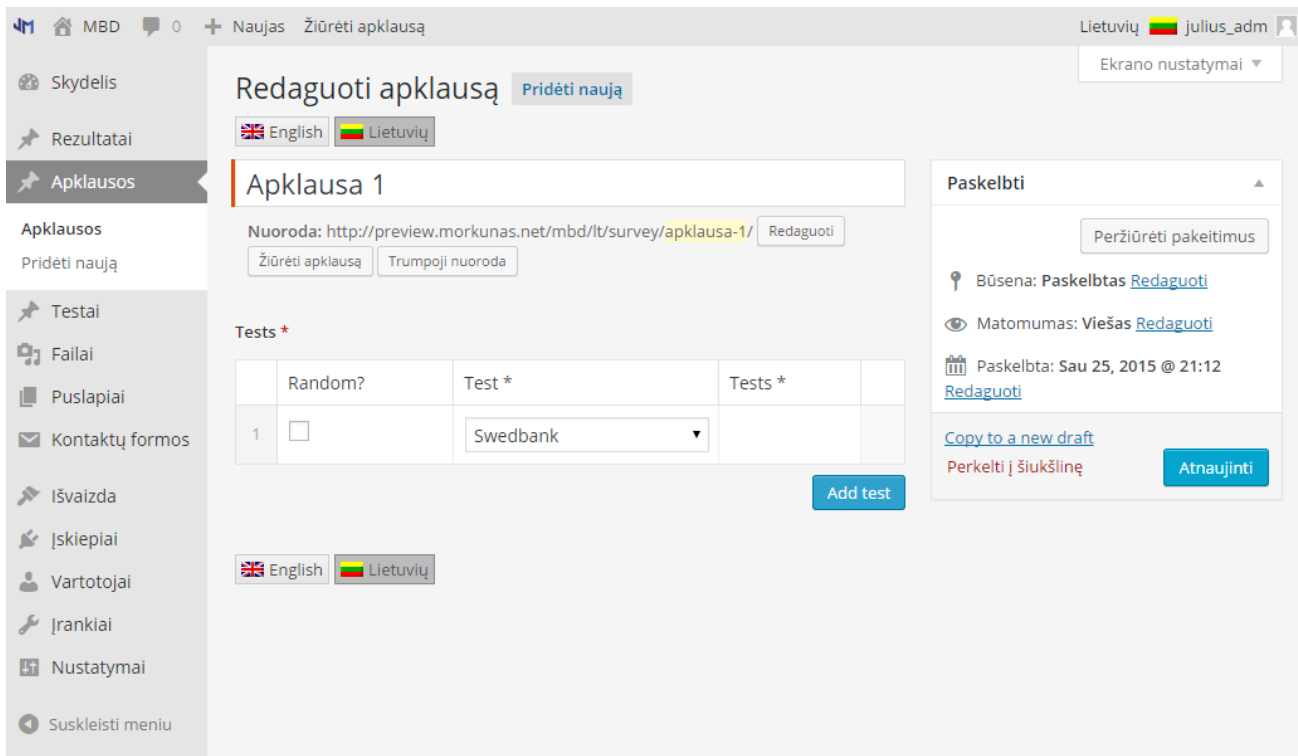 MBD 0 Naujas Žiūrėti apklausą Lietuvių julius_adm
Ekrano nustatymai
Skydelis
Rezultatai
Apklausos
Apklausos
Pridėti naują
Testai
Failai
Puslapiai
Kontaktų formos
Išvaizda
Įskiepiai
Vartotojai
Įrankiai
Nustatymai
Suskleisti meniu
Redaguoti apklausą Pridėti naują
English Lietuvių
Apklausa 1
Nuoroda: http://preview.morkunas.net/mbd/lt/survey/apklausa-1/ Redaguoti
Žiūrėti apklausą Trumpoji nuoroda
Tests *
Random? Test * Tests *
1 Swedbank
Add test
English Lietuvių
Paskelbti
Peržiūrėti pakeitimus
Būsena: Paskelbtas Redaguoti
Matomumas: Viešas Redaguoti
Paskelbta: Sau 25, 2015 @ 21:12
Redaguoti
Copy to a new draft
Perkelti į šiukšlinę Atnaujinti